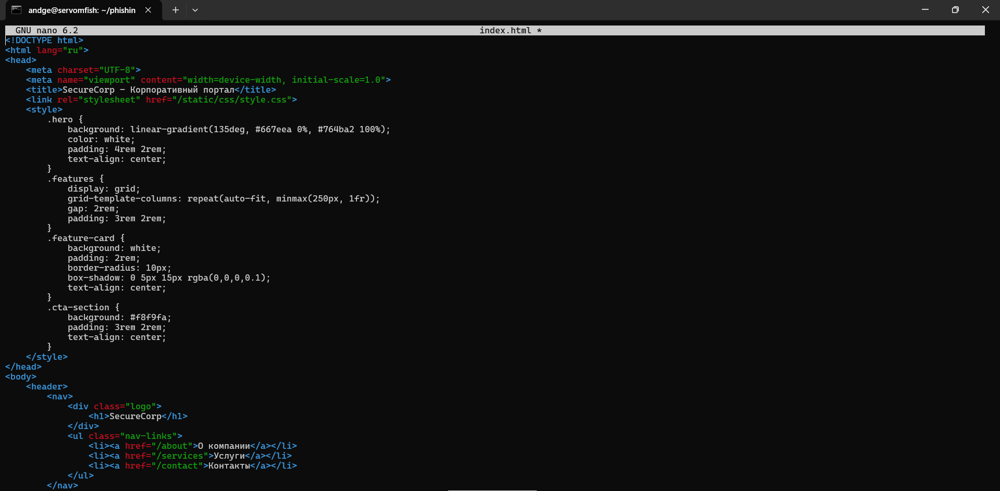 andge@servomfish: ~/phishin
GNU nano 6.2 index.html *
<!DOCTYPE html>
<html lang="ru">
<head>
    <meta charset="UTF-8">
    <meta name="viewport" content="width=device-width, initial-scale=1.0">
    <title>SecureCorp - Корпоративный портал</title>
    <link rel="stylesheet" href="/static/css/style.css">
    <style>
        .hero {
            background: linear-gradient(135deg, #667eea 0%, #764ba2 100%);
            color: white;
            padding: 4rem 2rem;
            text-align: center;
        }
        .features {
            display: grid;
            grid-template-columns: repeat(auto-fit, minmax(250px, 1fr));
            gap: 2rem;
            padding: 3rem 2rem;
        }
        .feature-card {
            background: white;
            padding: 2rem;
            border-radius: 10px;
            box-shadow: 0 5px 15px rgba(0,0,0,0.1);
            text-align: center;
        }
        .cta-section {
            background: #f8f9fa;
            padding: 3rem 2rem;
            text-align: center;
        }
    </style>
</head>
<body>
    <header>
        <nav>
            <div class="logo">
                <h1>SecureCorp</h1>
            </div>
            <ul class="nav-links">
                <li><a href="/about">О компании</a></li>
                <li><a href="/services">Услуги</a></li>
                <li><a href="/contact">Контакты</a></li>
            </ul>
        </nav>